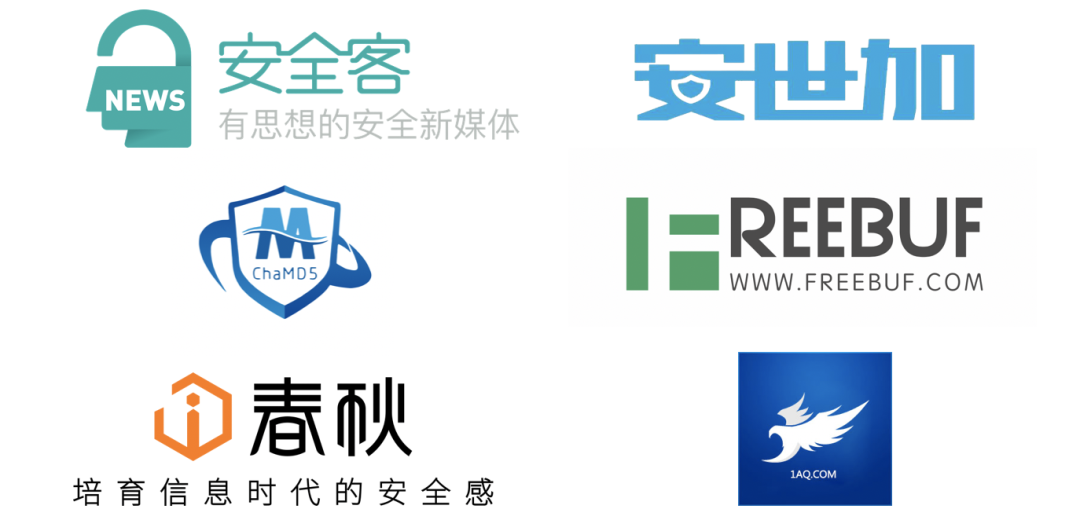 NEWS
安全客
有思想的安全新媒体
安世加
ChaMD5
FREEBUF
WWW.FREEBUF.COM
春秋
培育信息时代的安全感
1AQ.COM